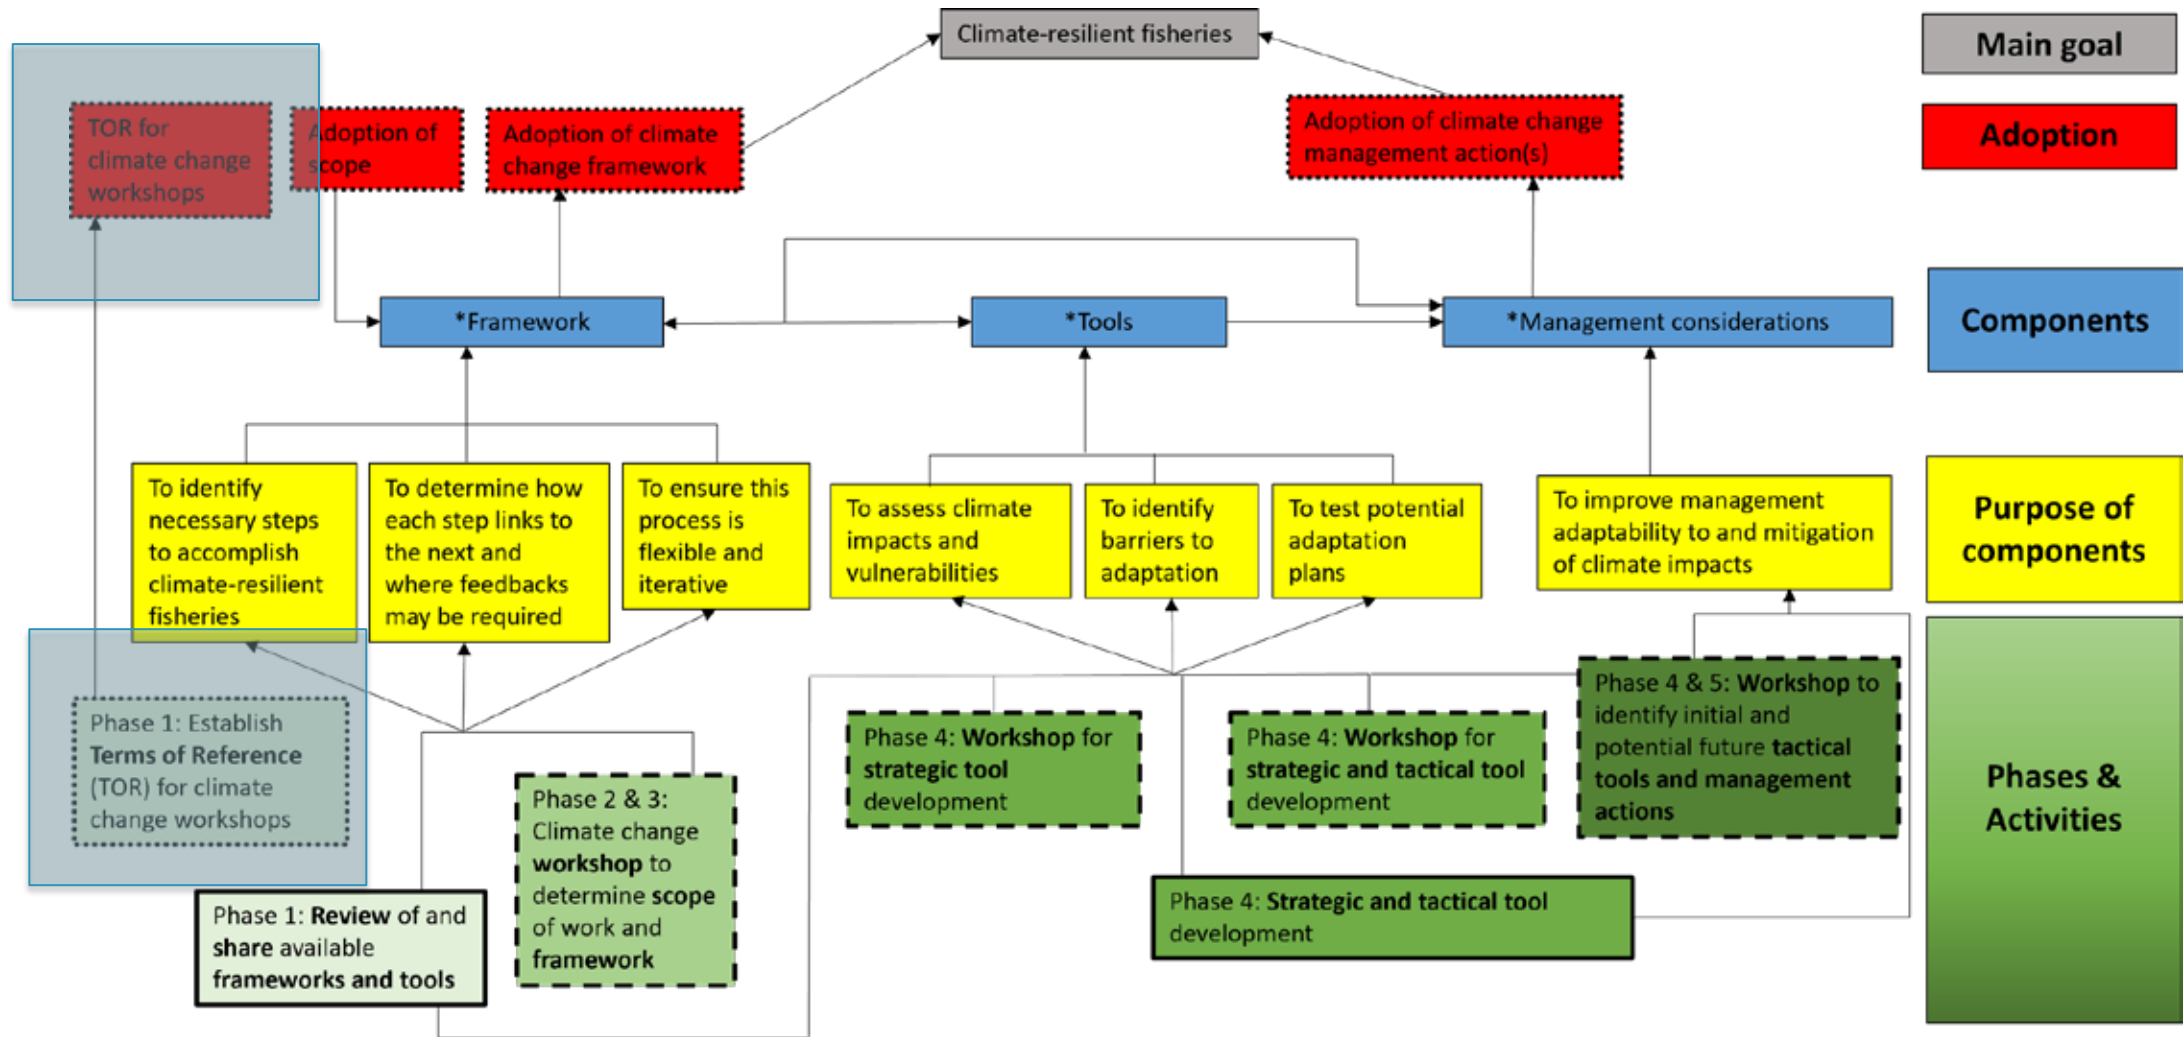 Climate-resilient fisheries
Main goal
TOR for
climate change
workshops
Adoption of
scope
Adoption of climate
change framework
Adoption of climate change
management action(s)
Adoption
*Framework
*Tools
*Management considerations
Components
To identify
necessary steps
to accomplish
climate-resilient
fisheries
To determine how
each step links to
the next and
where feedbacks
may be required
To ensure this
process is
flexible and
iterative
To assess climate
impacts and
vulnerabilities
To identify
barriers to
adaptation
To test potential
adaptation
plans
To improve management
adaptability to and mitigation
of climate impacts
Purpose of
components
Phase 1: Establish
Terms of Reference
(TOR) for climate
change workshops
Phase 1: Review of and
share available
frameworks and tools
Phase 2 & 3:
Climate change
workshop to
determine scope
of work and
framework
Phase 4: Workshop for
strategic tool
development
Phase 4: Workshop for
strategic and tactical tool
development
Phase 4 & 5: Workshop to
identify initial and
potential future tactical
tools and management
actions
Phase 4: Strategic and tactical tool
development
Phases &
Activities